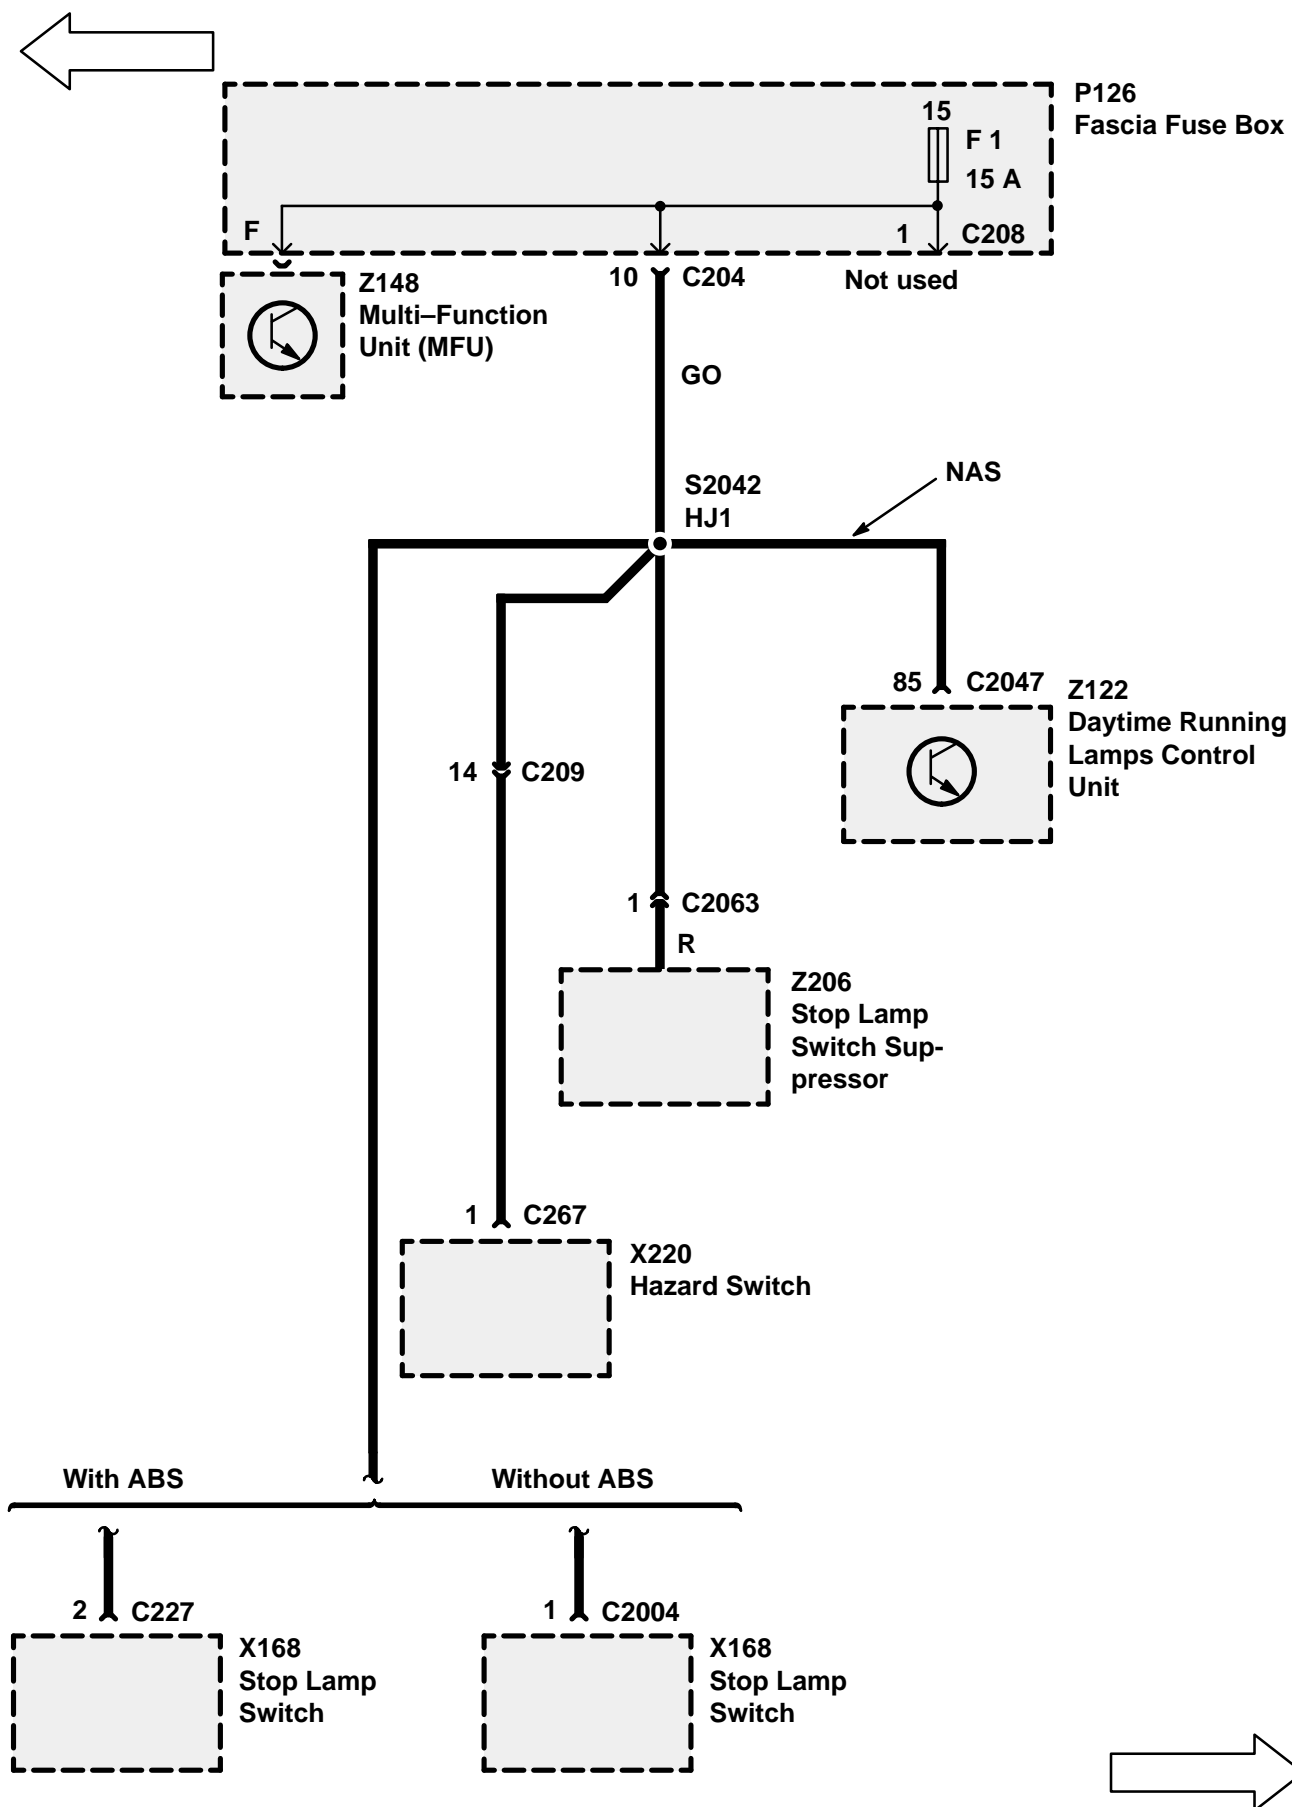 P126
Fascia Fuse Box
15
F 1
15 A
F
1
C208
Z148
Multi–Function
Unit (MFU)
10
C204
Not used
GO
S2042
HJ1
NAS
85
C2047
Z122
Daytime Running
Lamps Control
Unit
14
C209
1
C2063
R
Z206
Stop Lamp
Switch Sup-
pressor
1
C267
X220
Hazard Switch
With ABS
Without ABS
2
C227
X168
Stop Lamp
Switch
1
C2004
X168
Stop Lamp
Switch